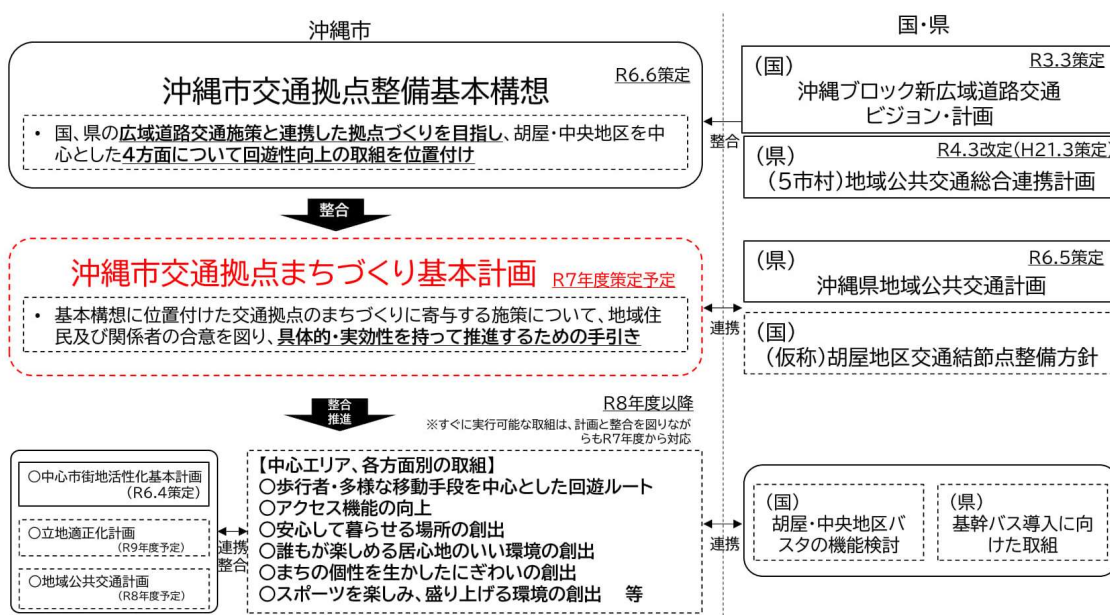 沖縄市
国・県
沖縄市交通拠点整備基本構想
R6.6策定
・ 国、県の広域道路交通施策と連携した拠点づくりを目指し、胡屋・中央地区を中
心とした4方面について回遊性向上の取組を位置付け
整合
(国)
R3.3策定
沖縄ブロック新広域道路交通
ビジョン・計画
(県)
R4.3改定(H21.3策定)
(5市村)地域公共交通総合連携計画
整合
沖縄市交通拠点まちづくり基本計画
R7年度策定予定
・ 基本構想に位置付けた交通拠点のまちづくりに寄与する施策について、地域住
民及び関係者の合意を図り、具体的・実効性を持って推進するための手引き
連携
(県)
R6.5策定
沖縄県地域公共交通計画
(国)
(仮称)胡屋地区交通結節点整備方針
整合
推進
R8年度以降
※すぐに実行可能な取組は、計画と整合を図りなが
らもR7年度から対応
○中心市街地活性化基本計画
(R6.4策定)
○立地適正化計画
(R9年度予定)
○地域公共交通計画
(R8年度予定)
連携
整合
【中心エリア、各方面別の取組】
○歩行者・多様な移動手段を中心とした回遊ルート
○アクセス機能の向上
○安心して暮らせる場所の創出
○誰もが楽しめる居心地のいい環境の創出
○まちの個性を生かしたにぎわいの創出
○スポーツを楽しみ、盛り上げる環境の創出 等
連携
(国)
胡屋・中央地区バ
スタの機能検討
(県)
基幹バス導入に向
けた取組